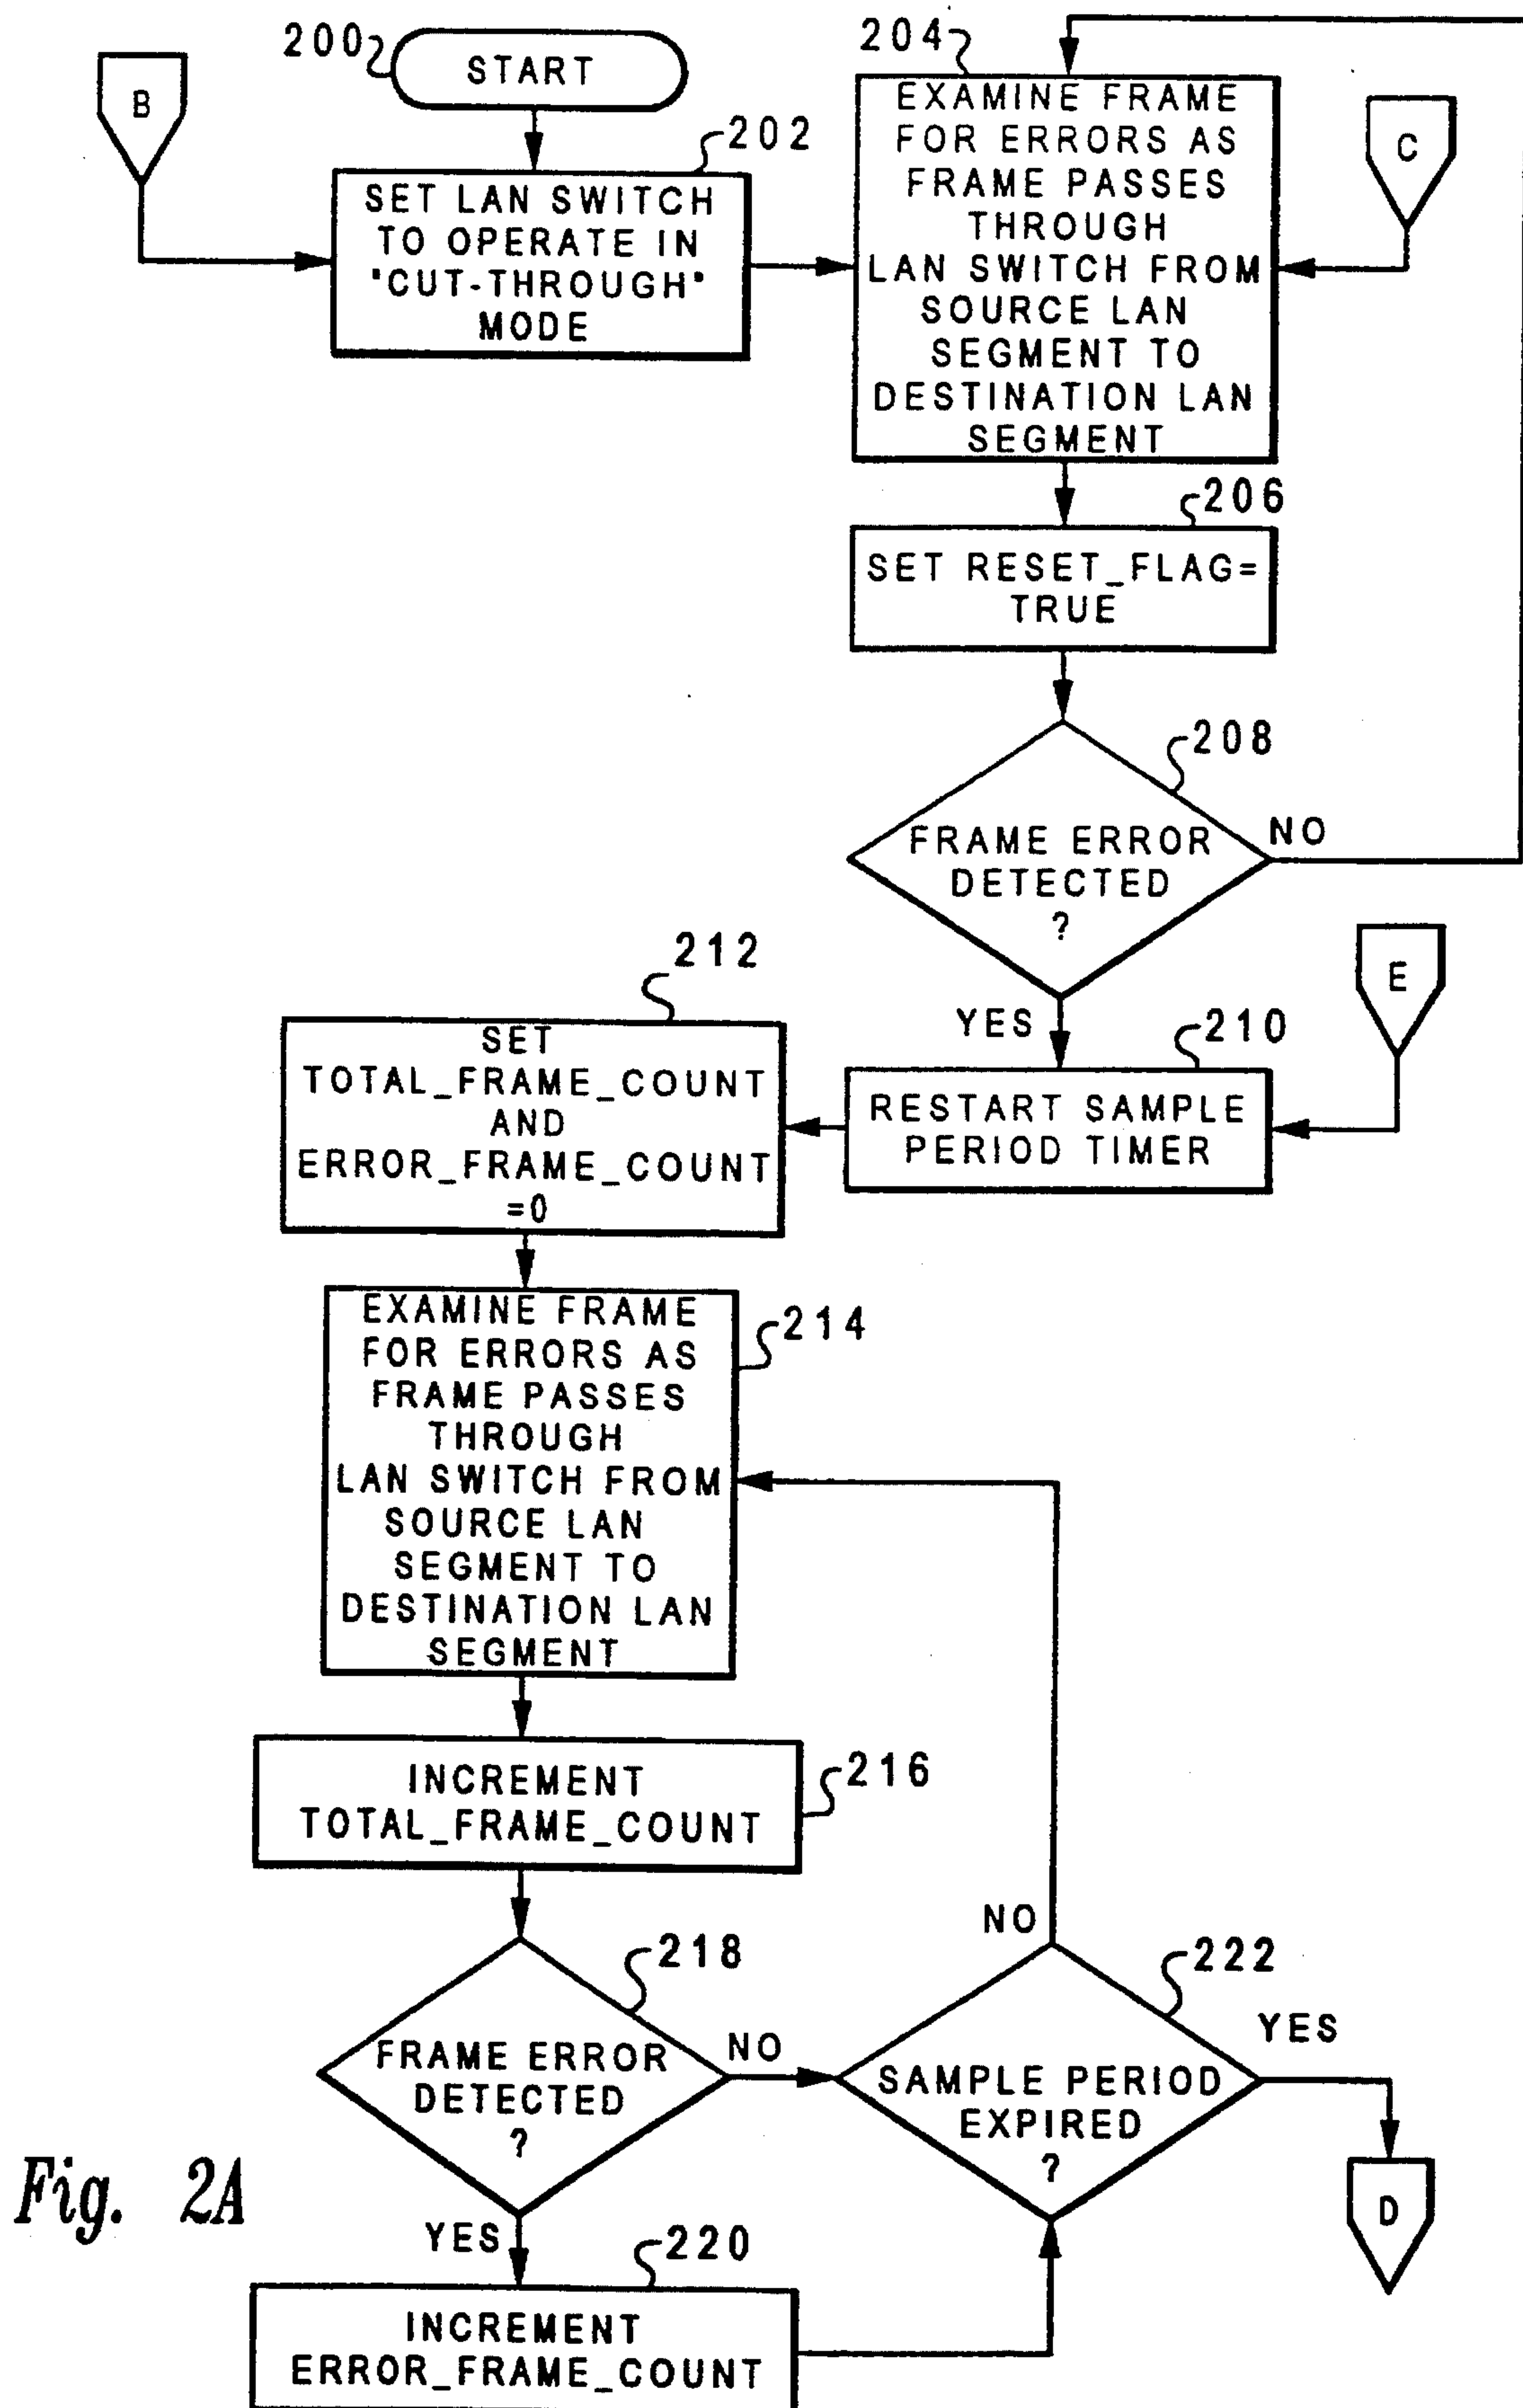 200
START
B
202
SET LAN SWITCH
TO OPERATE IN
"CUT-THROUGH"
MODE
204
EXAMINE FRAME
FOR ERRORS AS
FRAME PASSES
THROUGH
LAN SWITCH FROM
SOURCE LAN
SEGMENT TO
DESTINATION LAN
SEGMENT
C
206
SET RESET_FLAG=
TRUE
208
FRAME ERROR
DETECTED
?
NO
YES
E
210
RESTART SAMPLE
PERIOD TIMER
212
SET
TOTAL_FRAME_COUNT
AND
ERROR_FRAME_COUNT
=0
214
EXAMINE FRAME
FOR ERRORS AS
FRAME PASSES
THROUGH
LAN SWITCH FROM
SOURCE LAN
SEGMENT TO
DESTINATION LAN
SEGMENT
216
INCREMENT
TOTAL_FRAME_COUNT
218
FRAME ERROR
DETECTED
?
NO
YES
222
SAMPLE PERIOD
EXPIRED
?
NO
YES
D
220
INCREMENT
ERROR_FRAME_COUNT
Fig. 2A